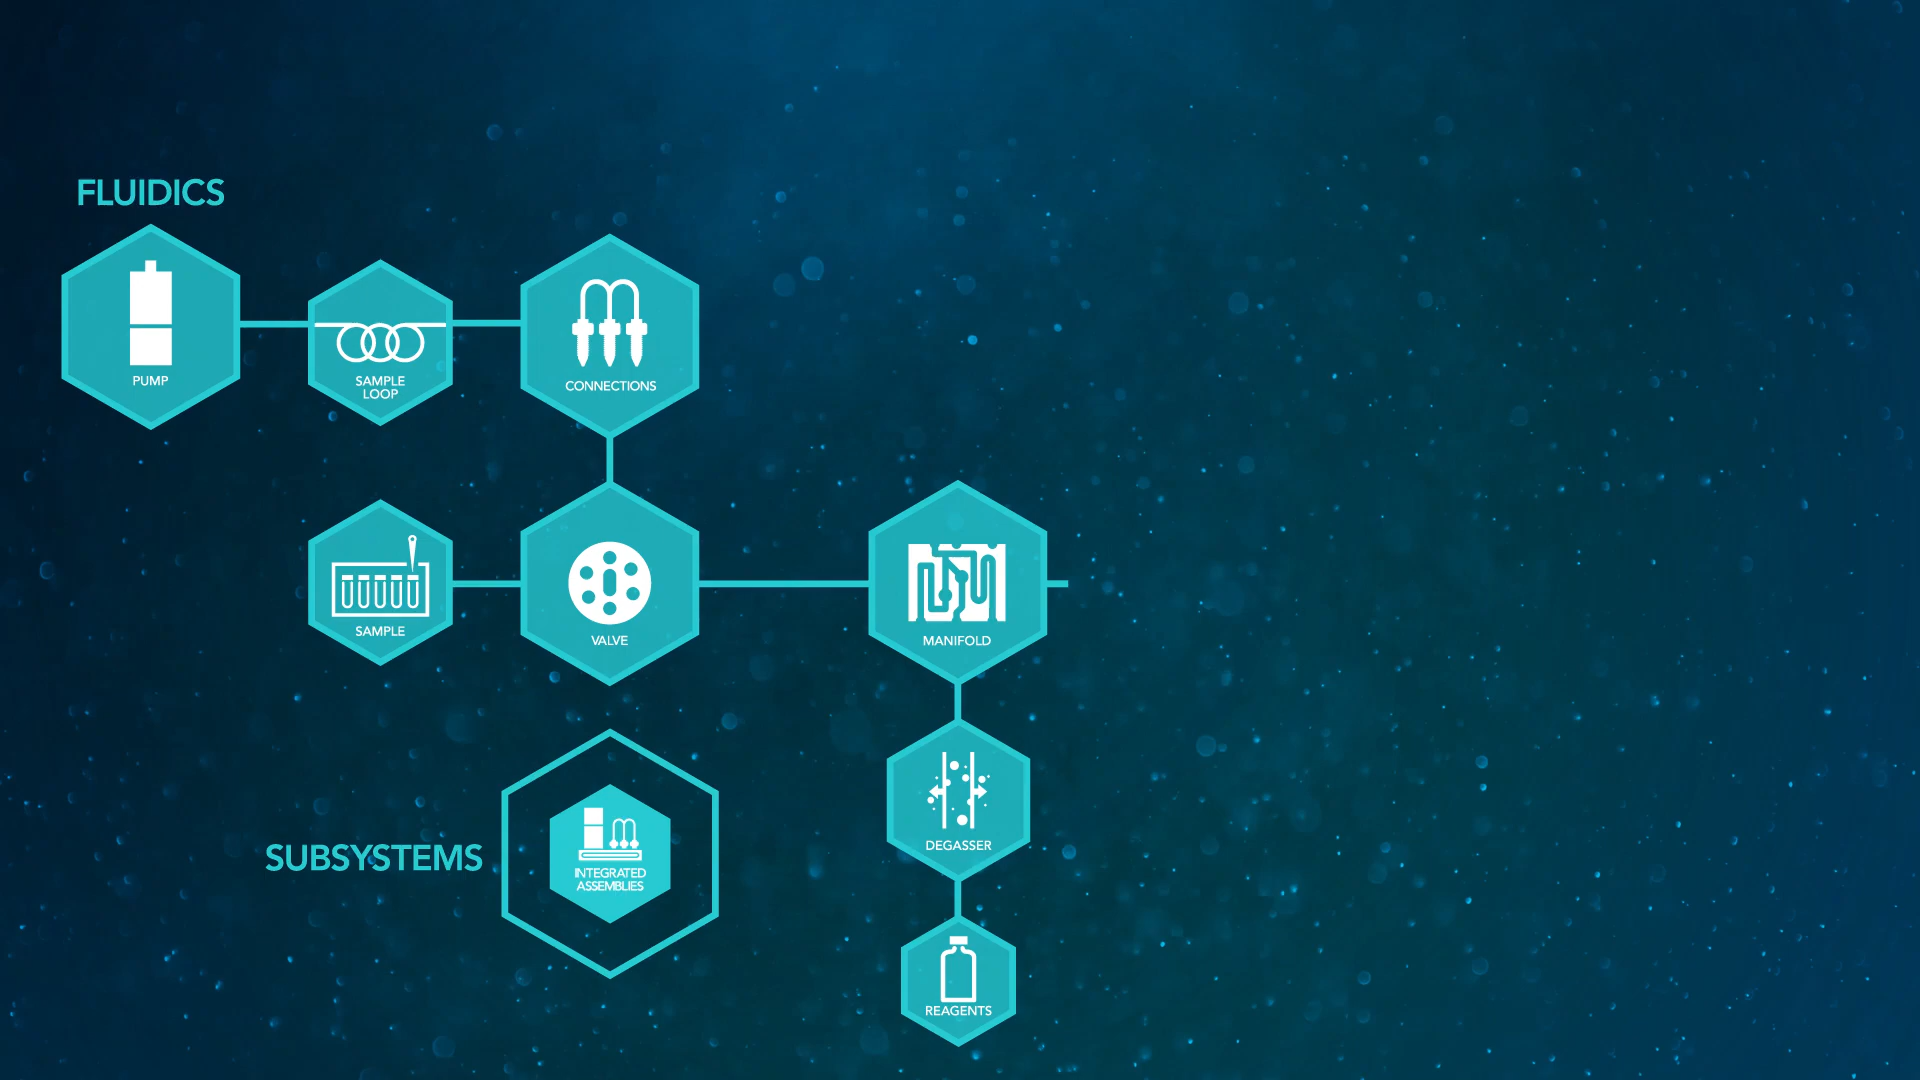 FLUIDICS
PUMP
SAMPLE
LOOP
CONNECTIONS
SAMPLE
VALVE
MANIFOLD
DEGASSER
SUBSYSTEMS
INTEGRATED
ASSEMBLIES
REAGENTS